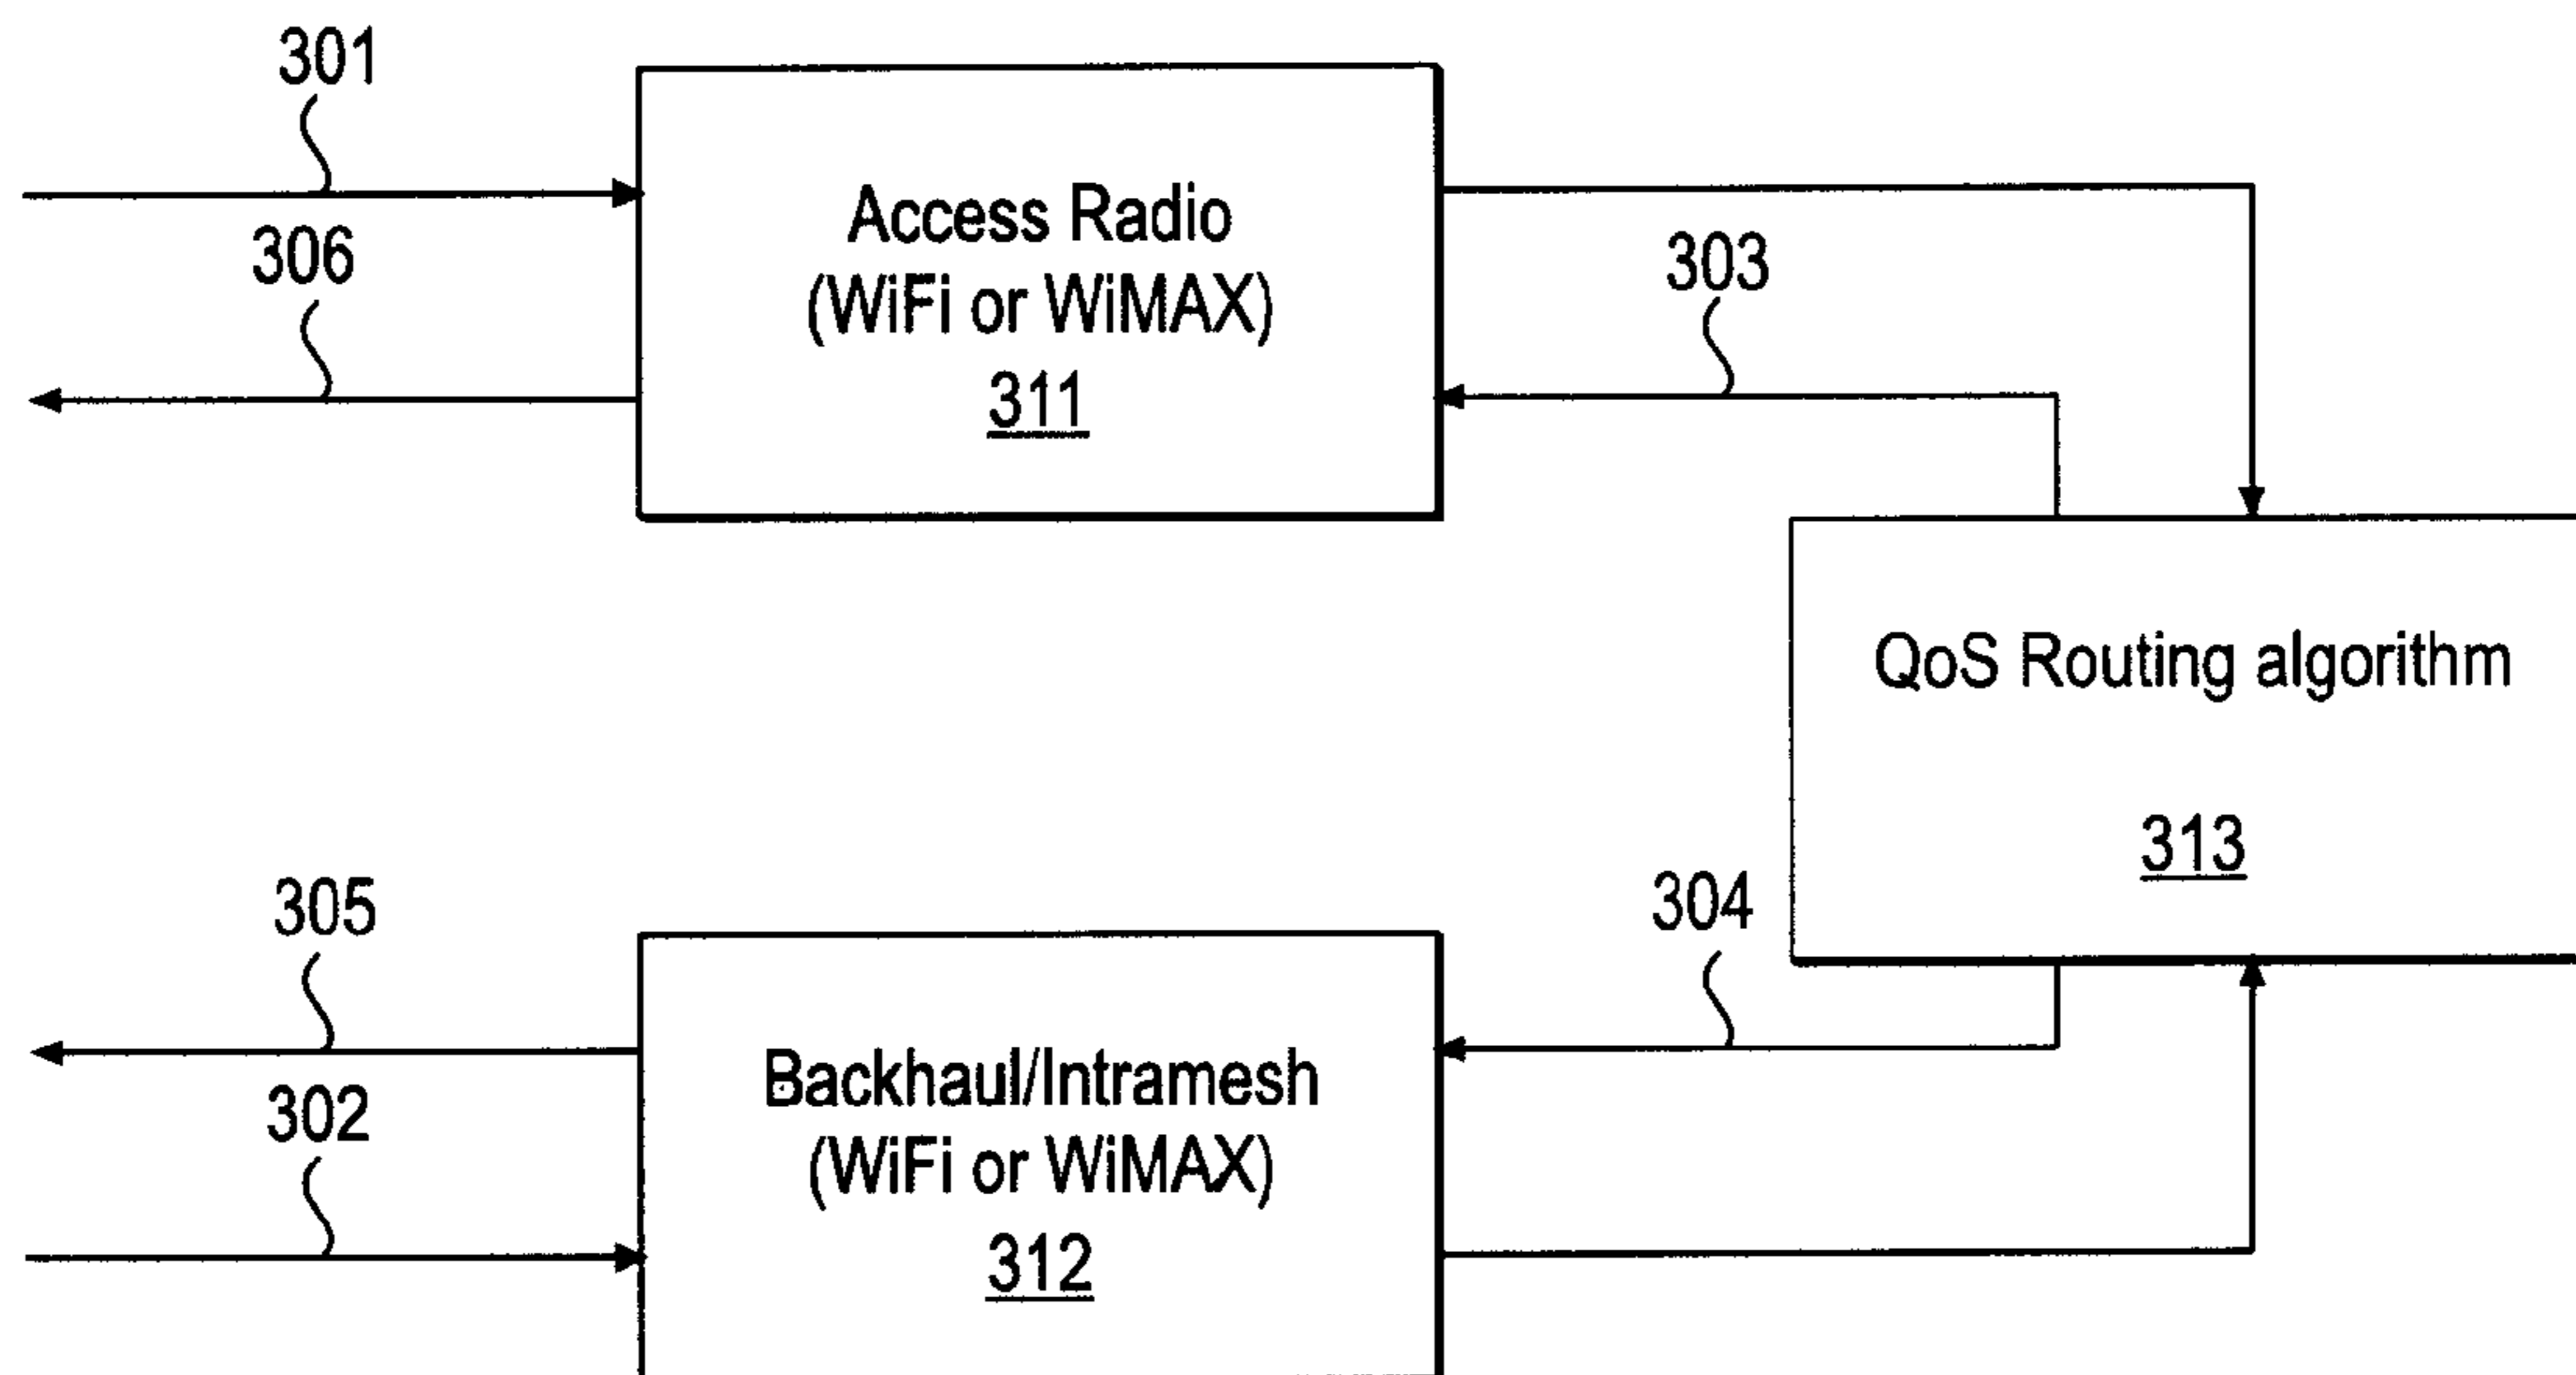 301
306
Access Radio
(WiFi or WiMAX)
311
303
QoS Routing algorithm
313
305
302
304
Backhaul/Intramesh
(WiFi or WiMAX)
312